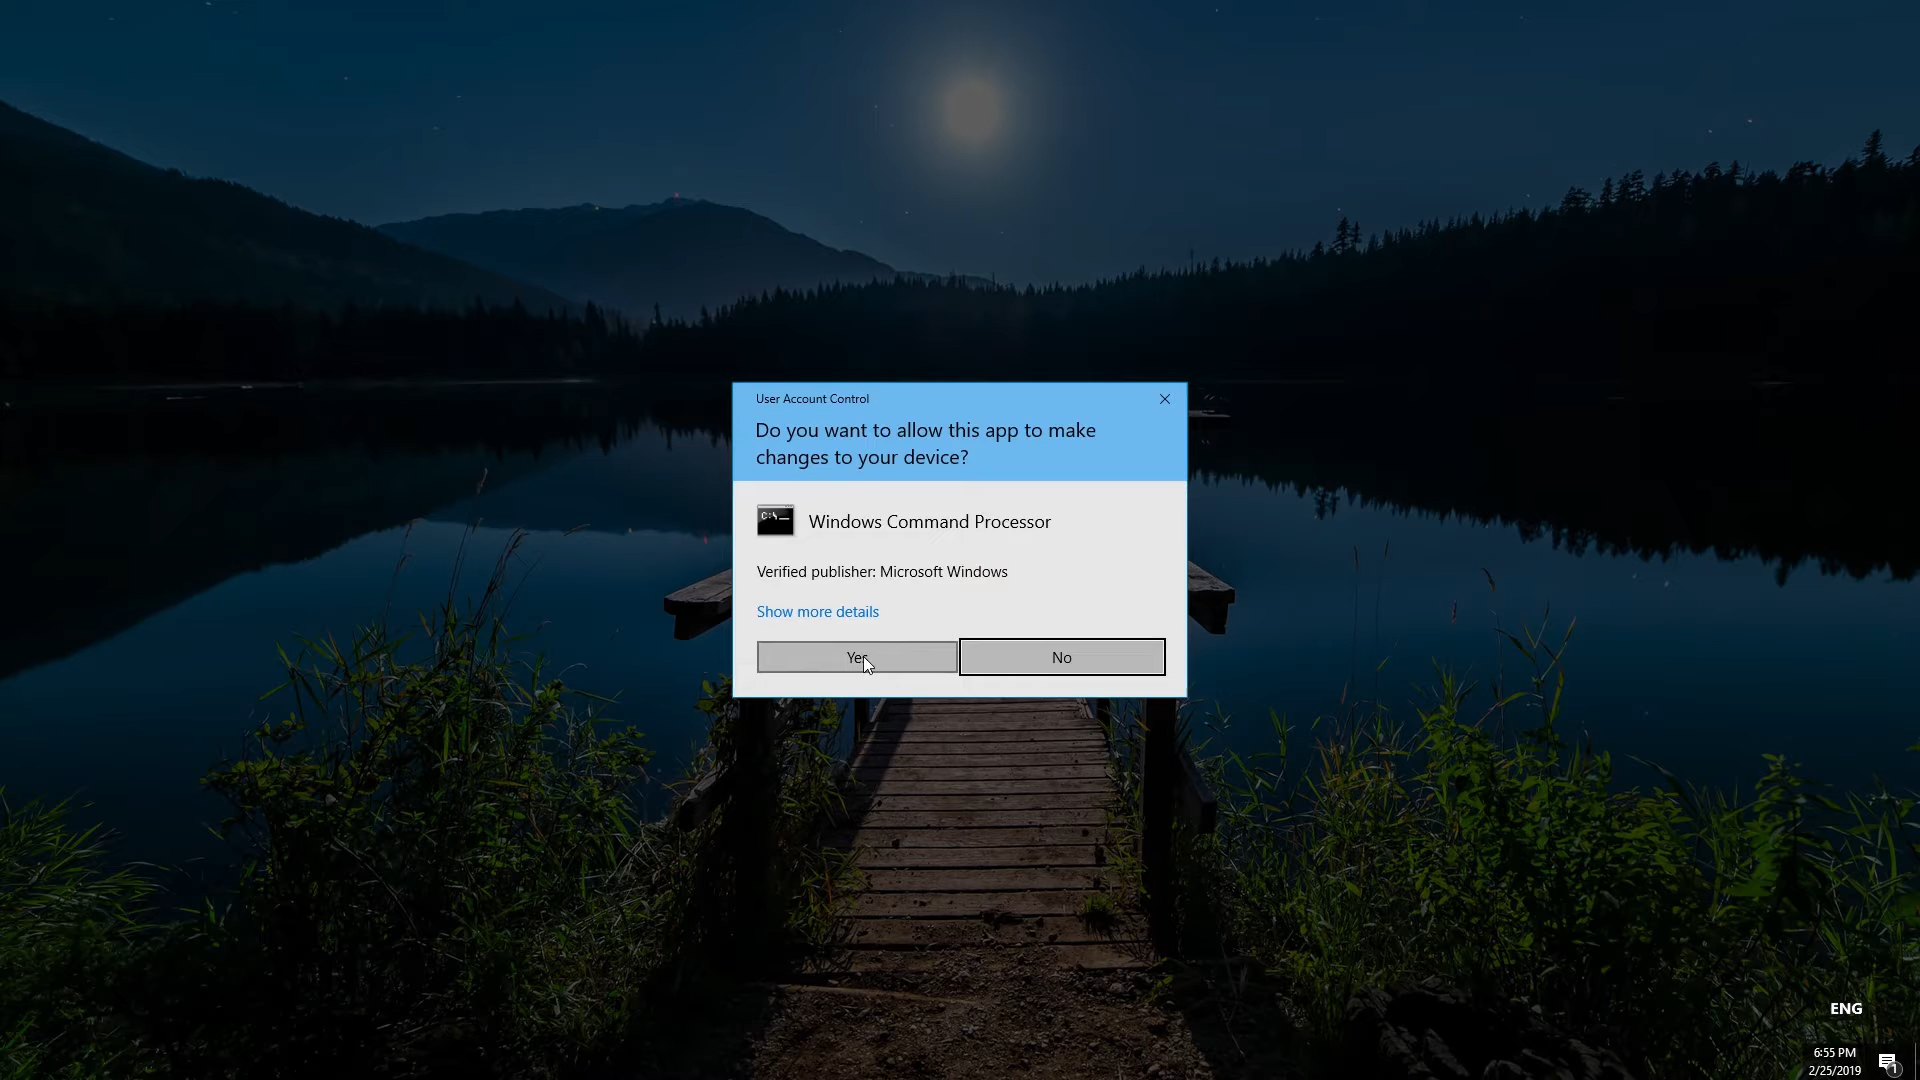 User Account Control
Do you want to allow this app to make
changes to your device?
C:\
Windows Command Processor
Verified publisher: Microsoft Windows
Show more details
Yes
No
ENG
6:55 PM
2/25/2019
1